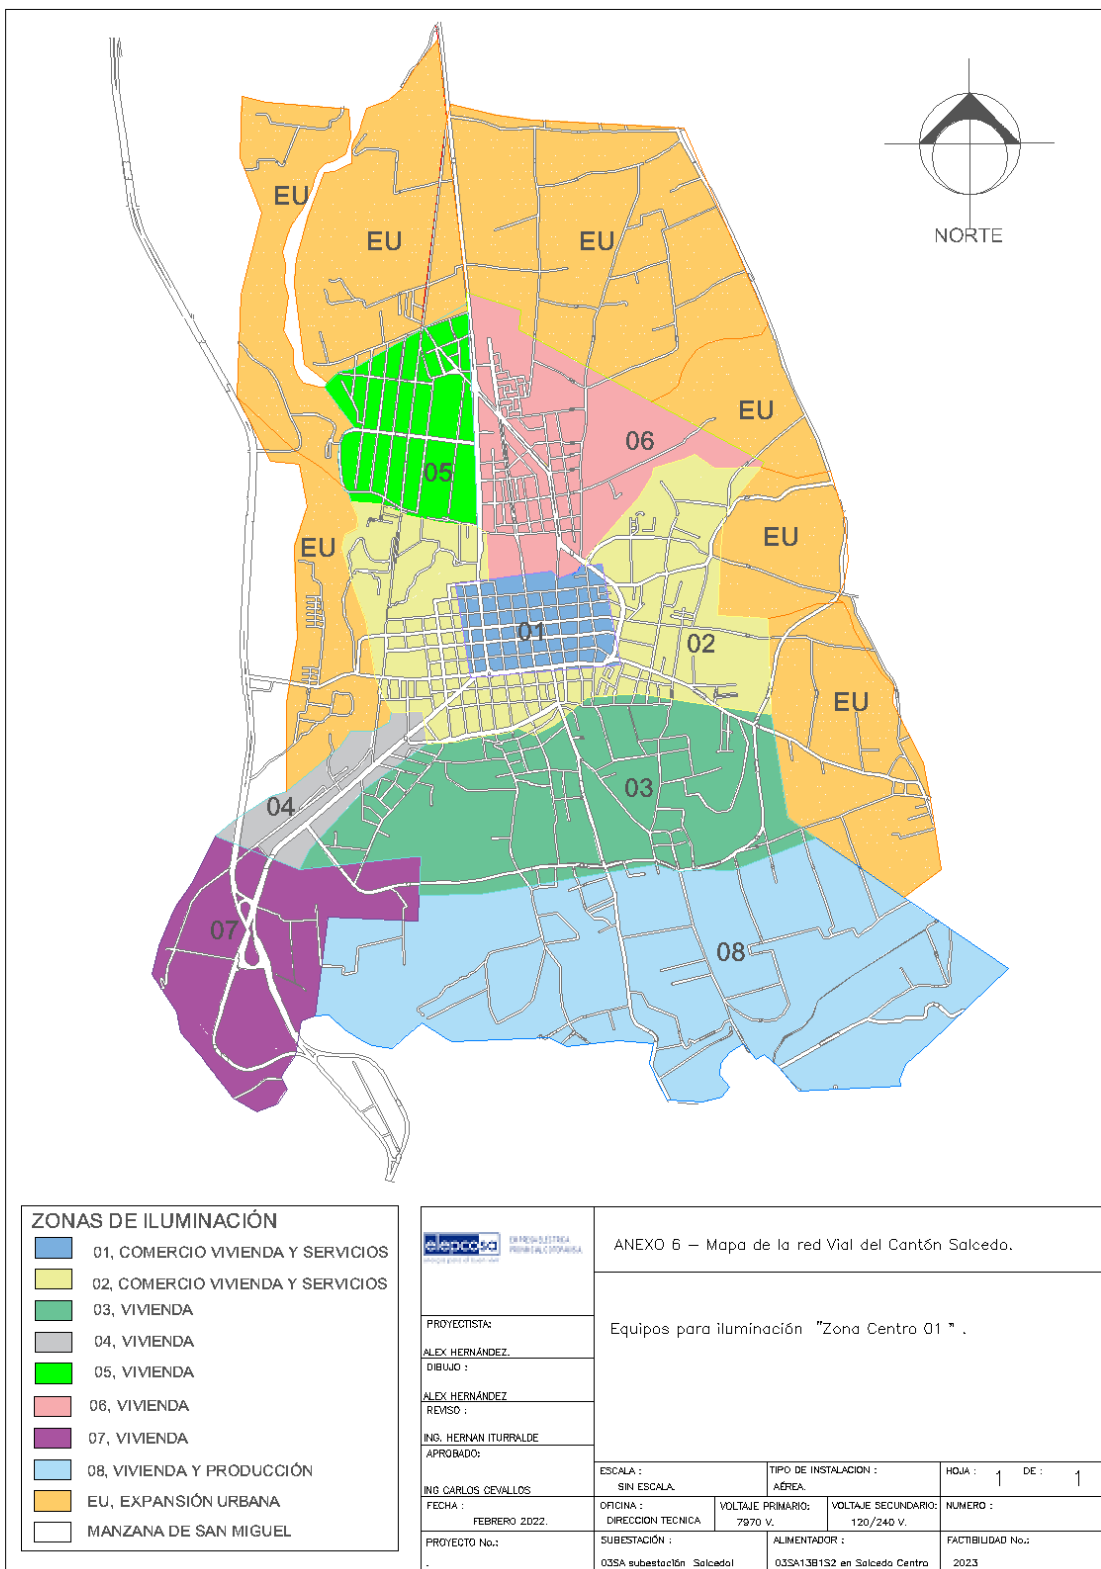 NORTE
EU
EU
EU
EU
06
05
EU
EU
01
02
EU
03
04
07
08
ZONAS DE ILUMINACIÓN
01, COMERCIO VIVIENDA Y SERVICIOS
02, COMERCIO VIVIENDA Y SERVICIOS
03, VIVIENDA
04, VIVIENDA
05, VIVIENDA
06, VIVIENDA
07, VIVIENDA
08, VIVIENDA Y PRODUCCIÓN
EU, EXPANSIÓN URBANA
MANZANA DE SAN MIGUEL
elepcosa
EMPRESA ELÉCTRICA
PROVINCIAL COTOPAXI S.A.
ANEXO 6 – Mapa de la red Vial del Cantón Salcedo.
Equipos para iluminación "Zona Centro 01 " .
PROYECTISTA:
ALEX HERNÁNDEZ.
DIBUJO :
ALEX HERNÁNDEZ
REVISO :
ING. HERNAN ITURRALDE
APROBADO:
ING CARLOS CEVALLOS
FECHA :
FEBRERO 2022.
PROYECTO No.:
.
ESCALA :
SIN ESCALA.
TIPO DE INSTALACION :
AÉREA.
HOJA : 1 DE : 1
OFICINA :
DIRECCION TECNICA
VOLTAJE PRIMARIO:
7970 V.
VOLTAJE SECUNDARIO:
120/240 V.
NUMERO :
SUBESTACIÓN :
03SA subestación Salcedo1
ALIMENTADOR :
03SA13B1S2 en Salcedo Centro
FACTIBILIDAD No.:
2023